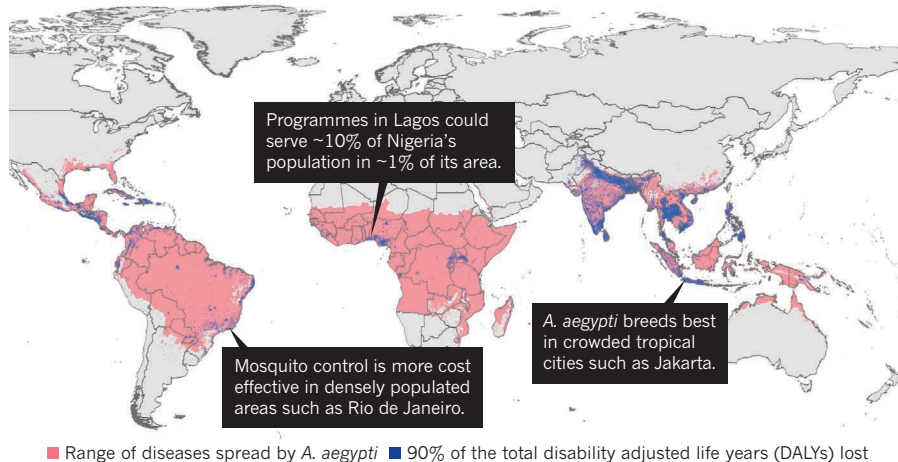 Programmes in Lagos could
serve ~10% of Nigeria's
population in ~1% of its area.
A. aegypti breeds best
in crowded tropical
cities such as Jakarta.
Mosquito control is more cost
effective in densely populated
areas such as Rio de Janeiro.
Range of diseases spread by A. aegypti 90% of the total disability adjusted life years (DALYs) lost